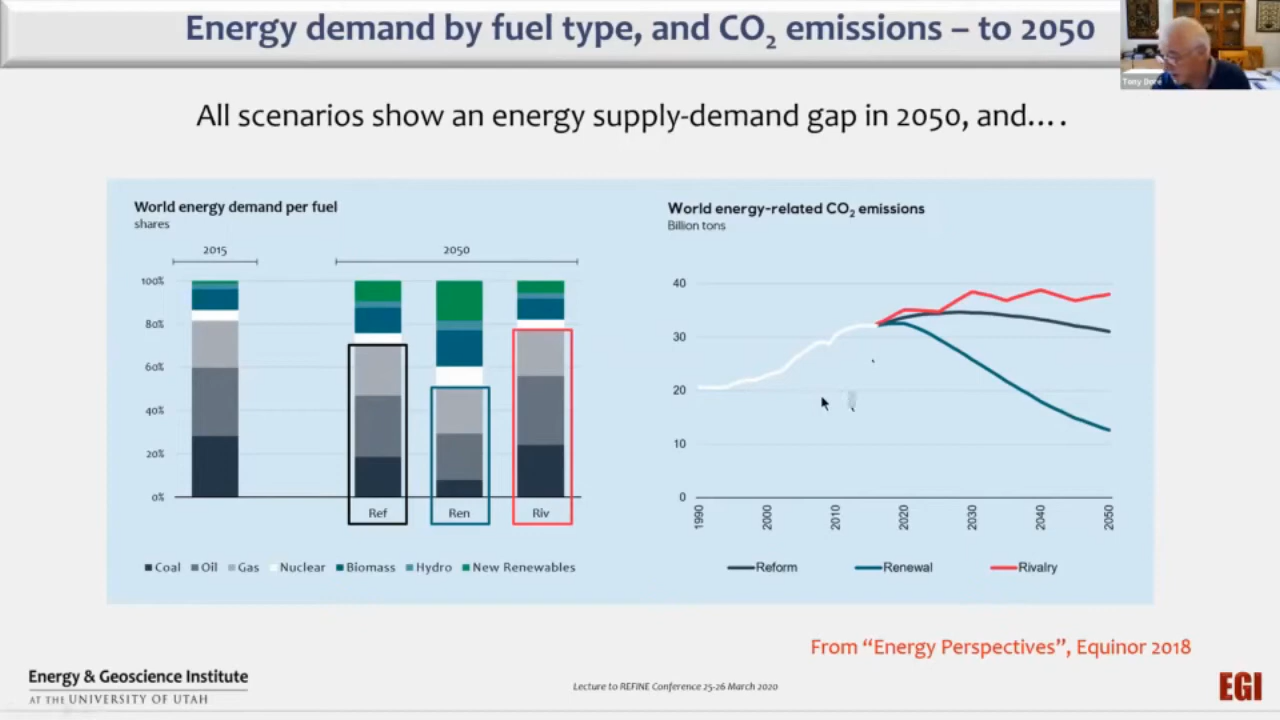 Energy demand by fuel type, and CO₂ emissions – to 2050
Tony Doré
All scenarios show an energy supply-demand gap in 2050, and….
World energy demand per fuel
shares
2015
2050
100%
80%
60%
40%
20%
0%
Ref
Ren
Riv
Coal Oil Gas Nuclear Biomass Hydro New Renewables
World energy-related CO₂ emissions
Billion tons
40
30
20
10
0
1990
2000
2010
2020
2030
2040
2050
Reform Renewal Rivalry
From “Energy Perspectives”, Equinor 2018
Energy & Geoscience Institute
AT THE UNIVERSITY OF UTAH
Lecture to REFINE Conference 25-26 March 2020
EGI